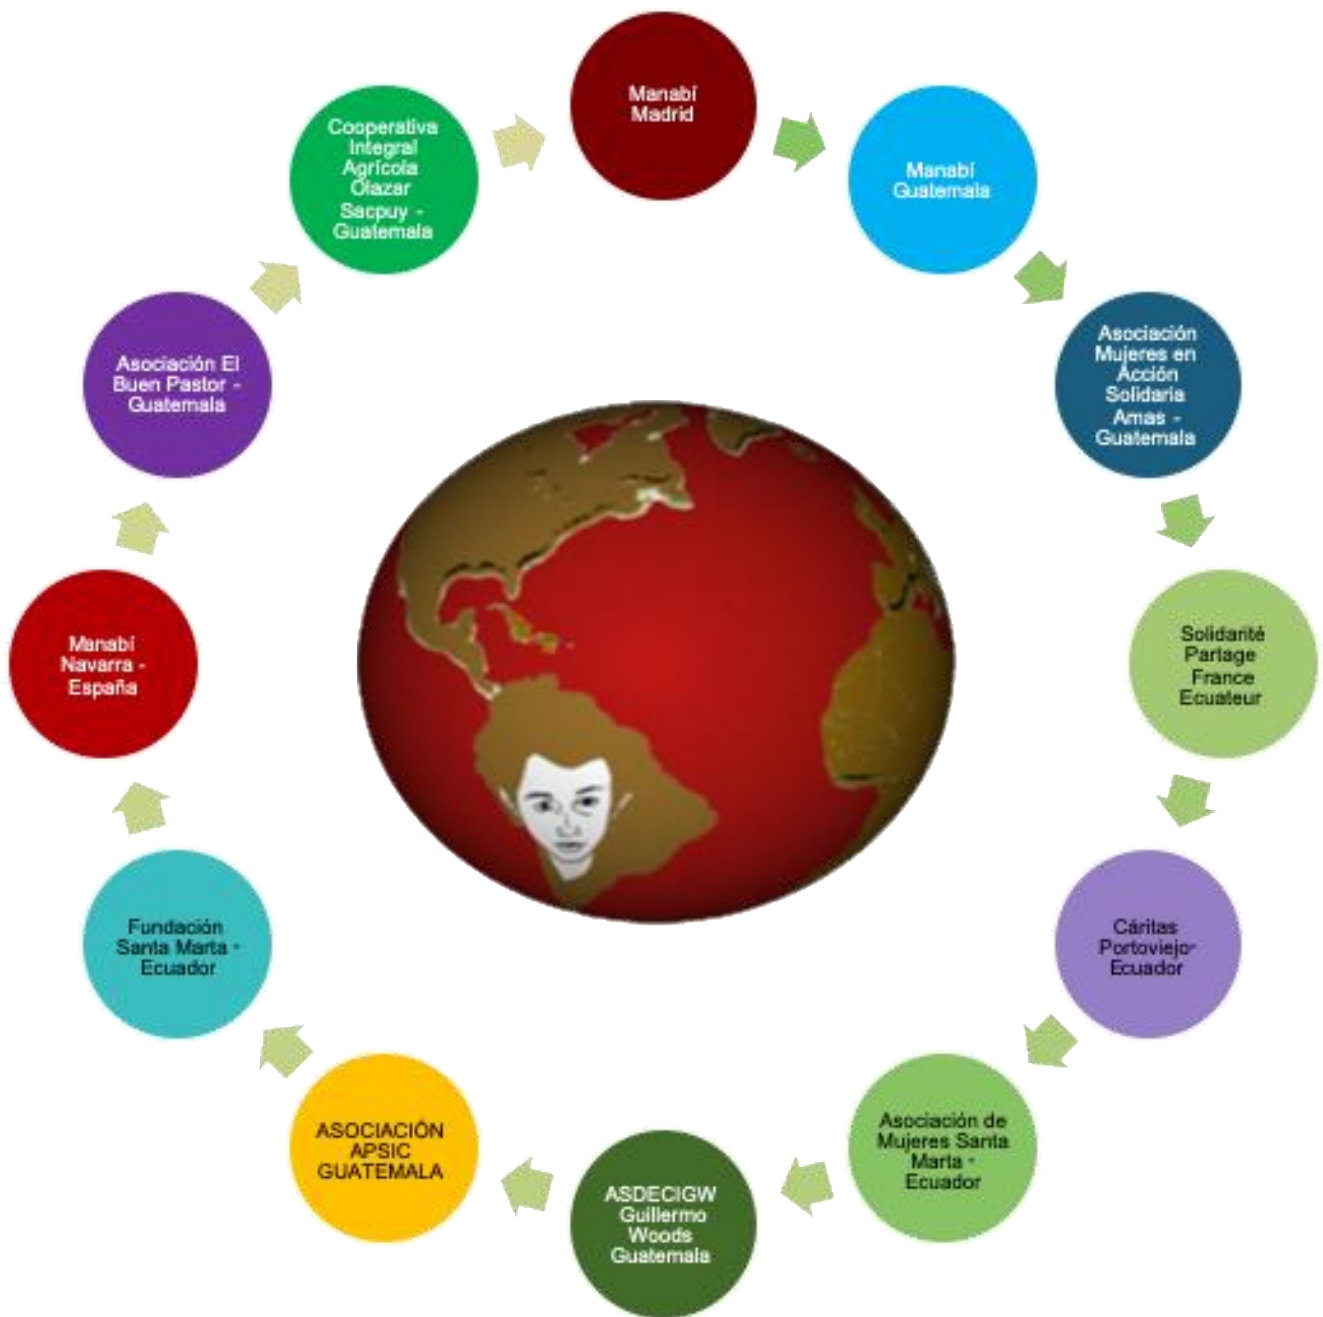 Manabí
Madrid
Manabí
Guatemala
Asociación
Mujeres en
Acción
Solidaria
Amas -
Guatemala
Solidarité
Partage
France
Ecuateur
Cáritas
Portoviejo-
Ecuador
Asociación de
Mujeres Santa
Marta -
Ecuador
ASDECIGW
Guillermo
Woods
Guatemala
ASOCIACIÓN
APSIC
GUATEMALA
Fundación
Santa Marta -
Ecuador
Manabí
Navarra -
España
Asociación El
Buen Pastor -
Guatemala
Cooperativa
Integral
Agrícola
Olazar
Sacpuy -
Guatemala